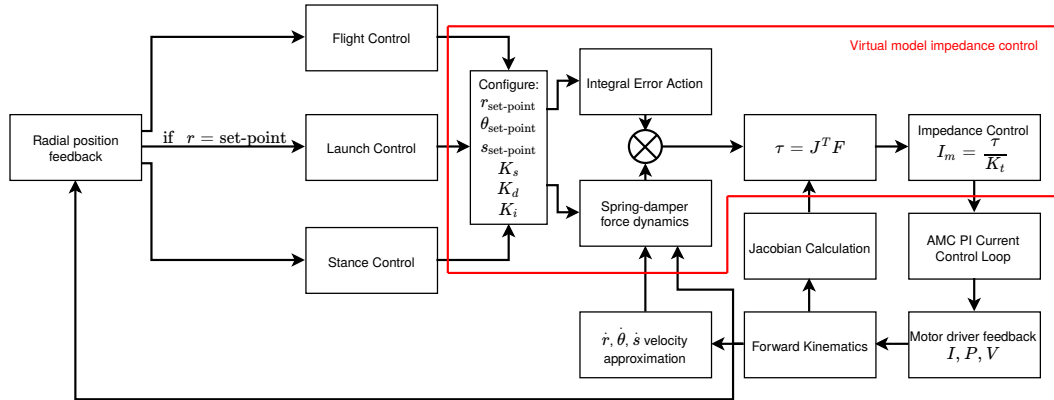 Flight Control
Virtual model impedance control
Configure:
r_set-point
θ_set-point
s_set-point
K_s
K_d
K_i
Integral Error Action
Radial position
feedback
if r = set-point
Launch Control
τ = J^T F
Impedance Control
I_m = τ / K_t
Spring-damper
force dynamics
Stance Control
Jacobian Calculation
AMC PI Current
Control Loop
ṙ, θ̇, ṡ velocity
approximation
Forward Kinematics
Motor driver feedback
I, P, V